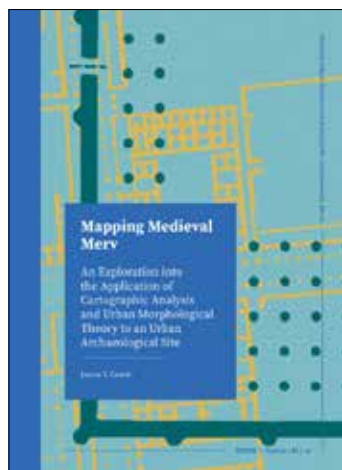 Mapping Medieval
Merv
An Exploration into
the Application of
Cartographic Analysis
and Urban Morphological
Theory to an Urban
Archaeological Site